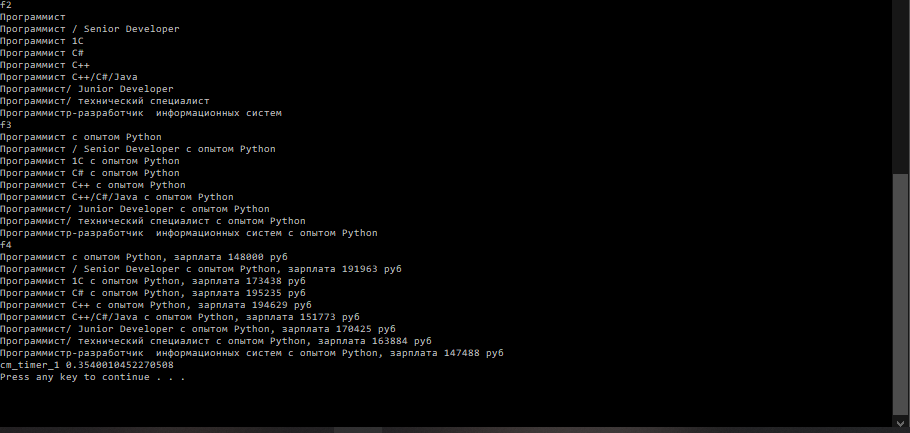 f2
Программист
Программист / Senior Developer
Программист 1С
Программист C#
Программист C++
Программист C++/C#/Java
Программист/ Junior Developer
Программист/ технический специалист
Программистр-разработчик  информационных систем
f3
Программист с опытом Python
Программист / Senior Developer с опытом Python
Программист 1С с опытом Python
Программист C# с опытом Python
Программист C++ с опытом Python
Программист C++/C#/Java с опытом Python
Программист/ Junior Developer с опытом Python
Программист/ технический специалист с опытом Python
Программистр-разработчик  информационных систем с опытом Python
f4
Программист с опытом Python, зарплата 148000 руб
Программист / Senior Developer с опытом Python, зарплата 191963 руб
Программист 1С с опытом Python, зарплата 173438 руб
Программист C# с опытом Python, зарплата 195235 руб
Программист C++ с опытом Python, зарплата 194629 руб
Программист C++/C#/Java с опытом Python, зарплата 151773 руб
Программист/ Junior Developer с опытом Python, зарплата 170425 руб
Программист/ технический специалист с опытом Python, зарплата 163884 руб
Программистр-разработчик  информационных систем с опытом Python, зарплата 147488 руб
cm_timer_1 0.3540010452270508
Press any key to continue . . .